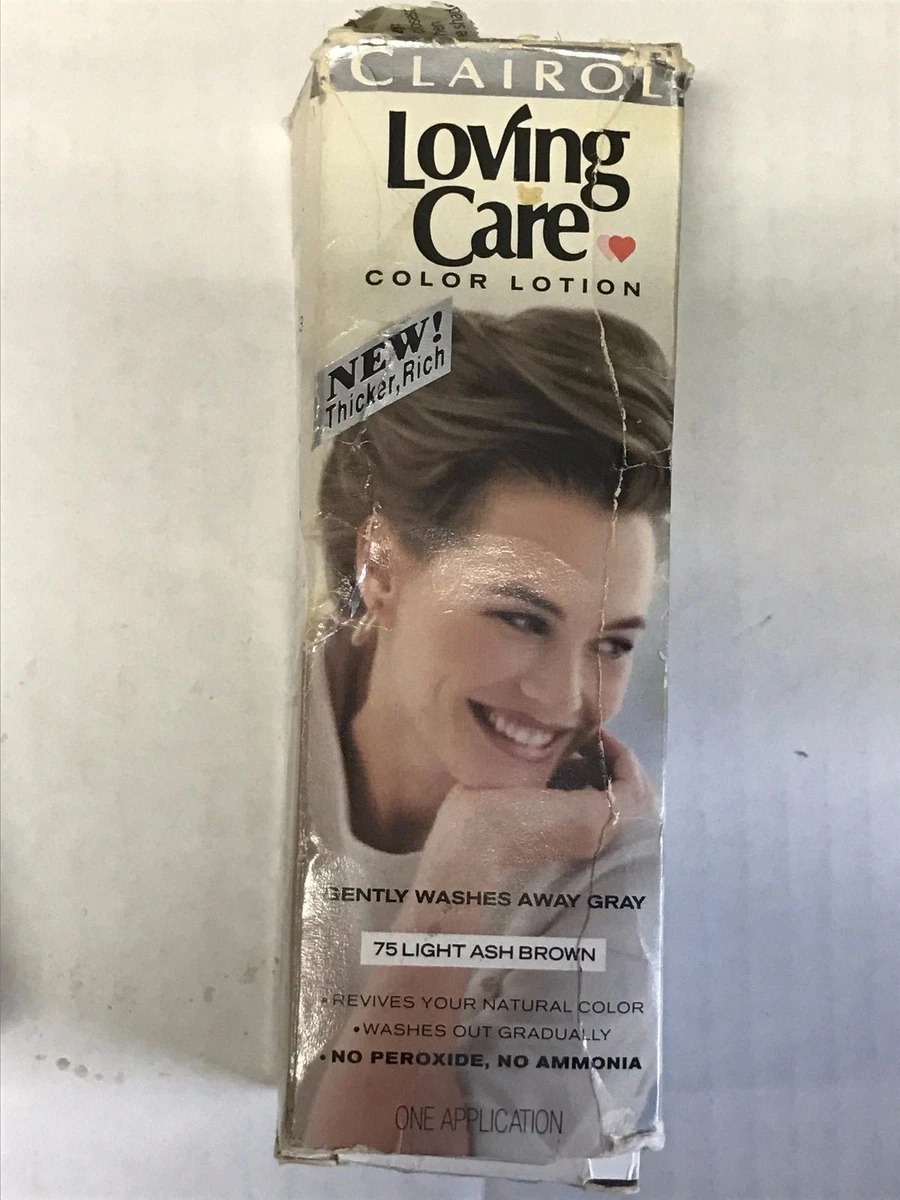 CLAIROL
Loving
Care
COLOR LOTION
NEW!
Thicker, Rich
GENTLY WASHES AWAY GRAY
75 LIGHT ASH BROWN
• REVIVES YOUR NATURAL COLOR
• WASHES OUT GRADUALLY
• NO PEROXIDE, NO AMMONIA
ONE APPLICATION